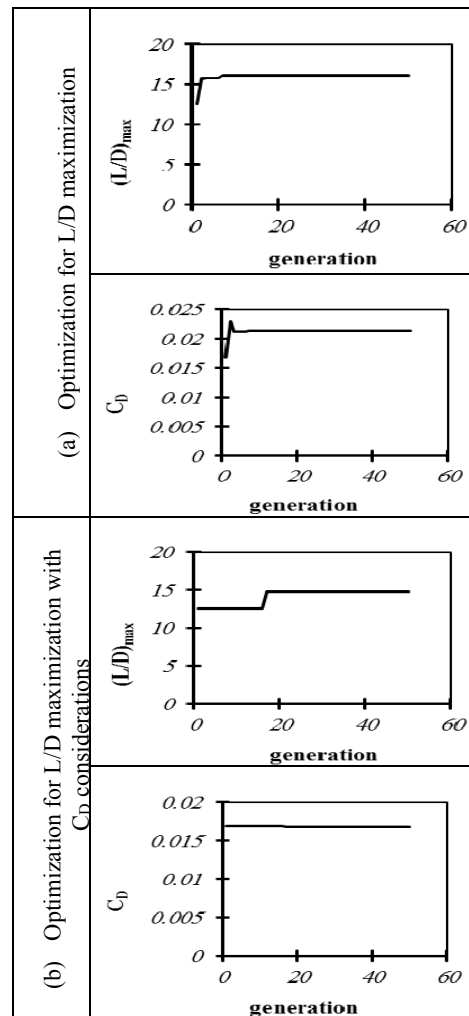 (a) Optimization for L/D maximization
20
15
10
5
0
(L/D)max
0 20 40 60
generation
0.025
0.02
0.015
0.01
0.005
0
CD
0 20 40 60
generation
(b) Optimization for L/D maximization with
CD considerations
20
15
10
5
0
(L/D)max
0 20 40 60
generation
0.02
0.015
0.01
0.005
0
CD
0 20 40 60
generation